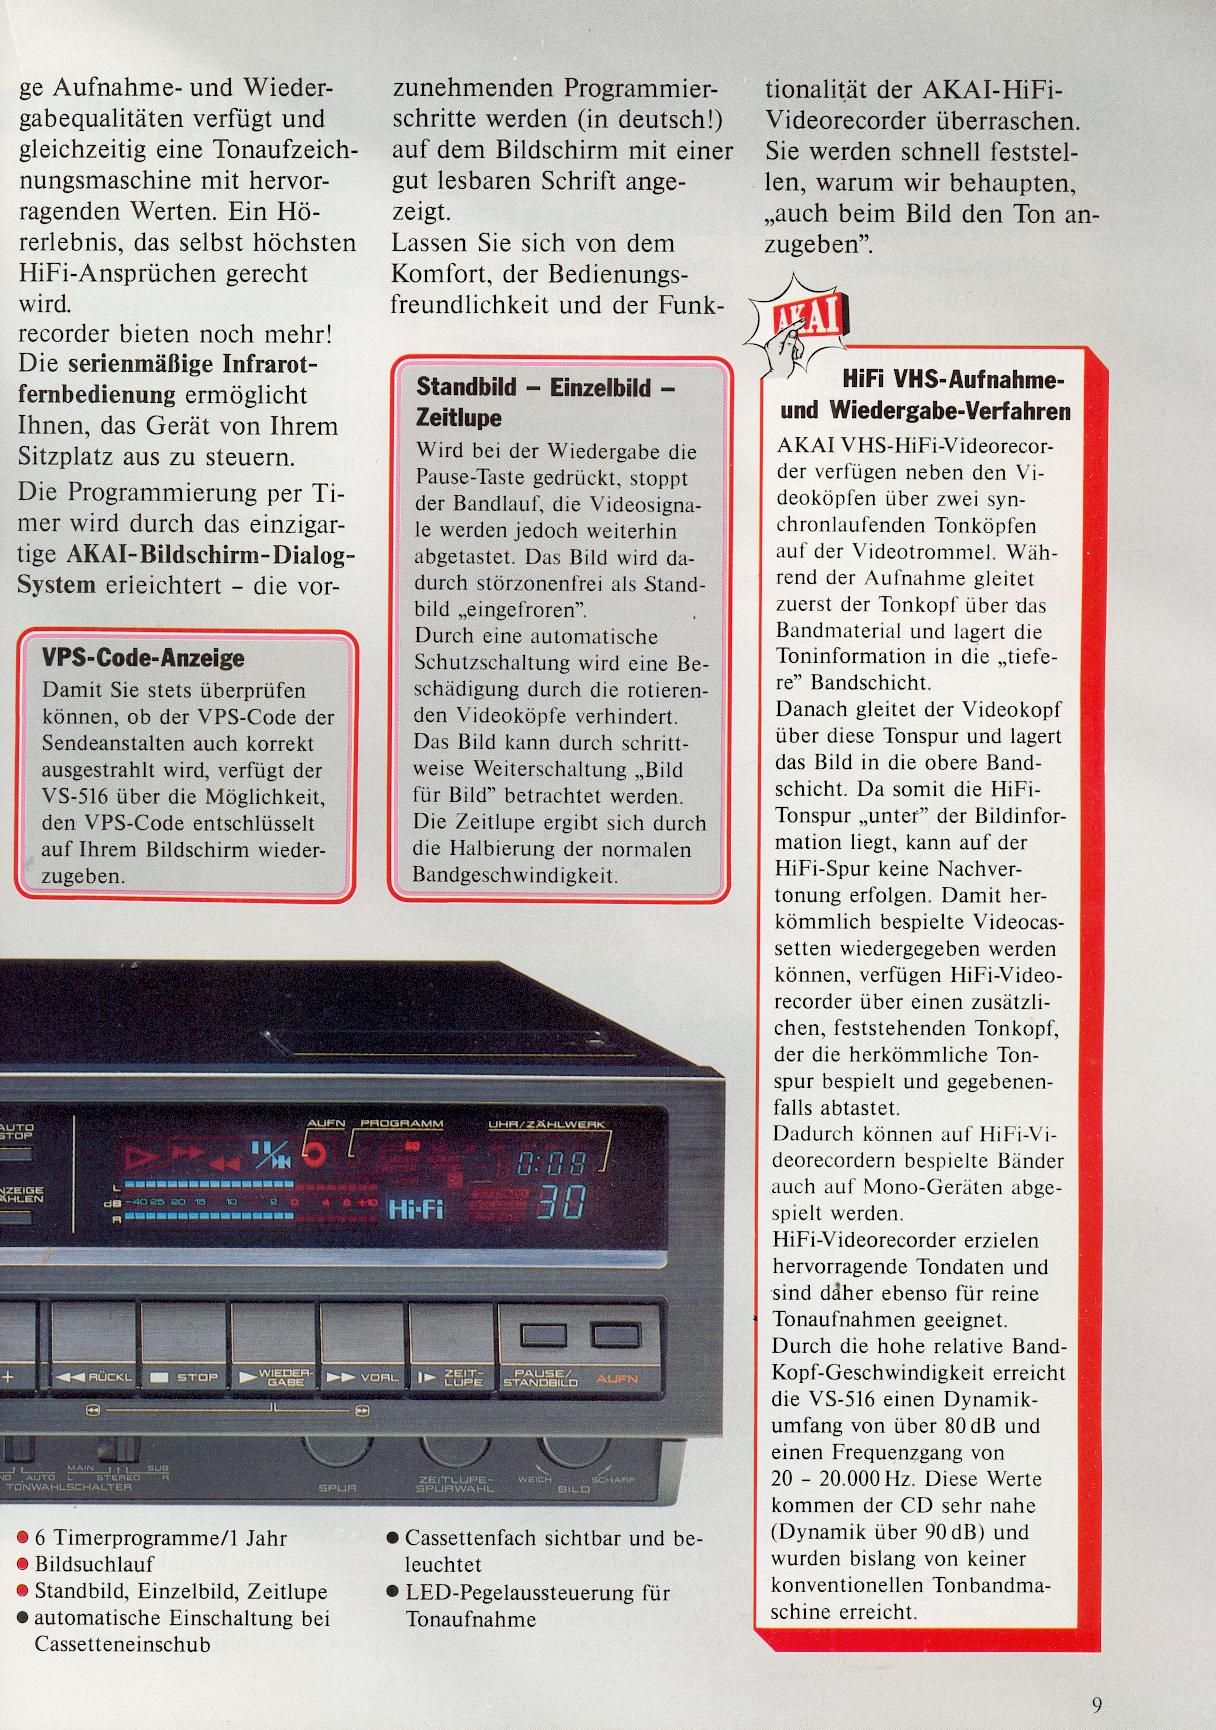 ge Aufnahme- und Wieder-
gabequalitäten verfügt und
gleichzeitig eine Tonaufzeich-
nungsmaschine mit hervor-
ragenden Werten. Ein Hö-
rerlebnis, das selbst höchsten
HiFi-Ansprüchen gerecht
wird.
recorder bieten noch mehr!
Die serienmäßige Infrarot-
fernbedienung ermöglicht
Ihnen, das Gerät von Ihrem
Sitzplatz aus zu steuern.
Die Programmierung per Ti-
mer wird durch das einzigar-
tige AKAI-Bildschirm-Dialog-
System erleichtert – die vor-
VPS-Code-Anzeige
Damit Sie stets überprüfen
können, ob der VPS-Code der
Sendeanstalten auch korrekt
ausgestrahlt wird, verfügt der
VS-516 über die Möglichkeit,
den VPS-Code entschlüsselt
auf Ihrem Bildschirm wieder-
zugeben.
zunehmenden Programmier-
schritte werden (in deutsch!)
auf dem Bildschirm mit einer
gut lesbaren Schrift ange-
zeigt.
Lassen Sie sich von dem
Komfort, der Bedienungs-
freundlichkeit und der Funk-
Standbild – Einzelbild –
Zeitlupe
Wird bei der Wiedergabe die
Pause-Taste gedrückt, stoppt
der Bandlauf, die Videosigna-
le werden jedoch weiterhin
abgetastet. Das Bild wird da-
durch störzonenfrei als Stand-
bild „eingefroren”.
Durch eine automatische
Schutzschaltung wird eine Be-
schädigung durch die rotieren-
den Videoköpfe verhindert.
Das Bild kann durch schritt-
weise Weiterschaltung „Bild
für Bild” betrachtet werden.
Die Zeitlupe ergibt sich durch
die Halbierung der normalen
Bandgeschwindigkeit.
tionalität der AKAI-HiFi-
Videorecorder überraschen.
Sie werden schnell feststel-
len, warum wir behaupten,
„auch beim Bild den Ton an-
zugeben”.
AKAI
HiFi VHS-Aufnahme-
und Wiedergabe-Verfahren
AKAI VHS-HiFi-Videorecor-
der verfügen neben den Vi-
deoköpfen über zwei syn-
chronlaufenden Tonköpfen
auf der Videotrommel. Wäh-
rend der Aufnahme gleitet
zuerst der Tonkopf über das
Bandmaterial und lagert die
Toninformation in die „tiefe-
re” Bandschicht.
Danach gleitet der Videokopf
über diese Tonspur und lagert
das Bild in die obere Band-
schicht. Da somit die HiFi-
Tonspur „unter” der Bildinfor-
mation liegt, kann auf der
HiFi-Spur keine Nachver-
tonung erfolgen. Damit her-
kömmlich bespielte Videocas-
setten wiedergegeben werden
können, verfügen HiFi-Video-
recorder über einen zusätzli-
chen, feststehenden Tonkopf,
der die herkömmliche Ton-
spur bespielt und gegebenen-
falls abtastet.
Dadurch können auf HiFi-Vi-
deorecordern bespielte Bänder
auch auf Mono-Geräten abge-
spielt werden.
HiFi-Videorecorder erzielen
hervorragende Tondaten und
sind daher ebenso für reine
Tonaufnahmen geeignet.
Durch die hohe relative Band-
Kopf-Geschwindigkeit erreicht
die VS-516 einen Dynamik-
umfang von über 80 dB und
einen Frequenzgang von
20 – 20.000 Hz. Diese Werte
kommen der CD sehr nahe
(Dynamik über 90 dB) und
wurden bislang von keiner
konventionellen Tonbandma-
schine erreicht.
AUTO
STOP
AUFN PROGRAMM UHR/ZÄHLWERK
0:08
L
dB -40 25 20 15 10 2 0 4 8 +10
R
Hi-Fi
30
RÜCKL STOP WIEDER-
GABE VORL ZEIT-
LUPE PAUSE/
STANDBILD AUFN
AUTO MAIN L STEREO SUB R
TONWAHLSCHALTER
SPUR
ZEITLUPE-
SPURWAHL
WEICH SCHARF
BILD
● 6 Timerprogramme/1 Jahr
● Bildsuchlauf
● Standbild, Einzelbild, Zeitlupe
● automatische Einschaltung bei
Cassetteneinschub
● Cassettenfach sichtbar und be-
leuchtet
● LED-Pegelaussteuerung für
Tonaufnahme
9